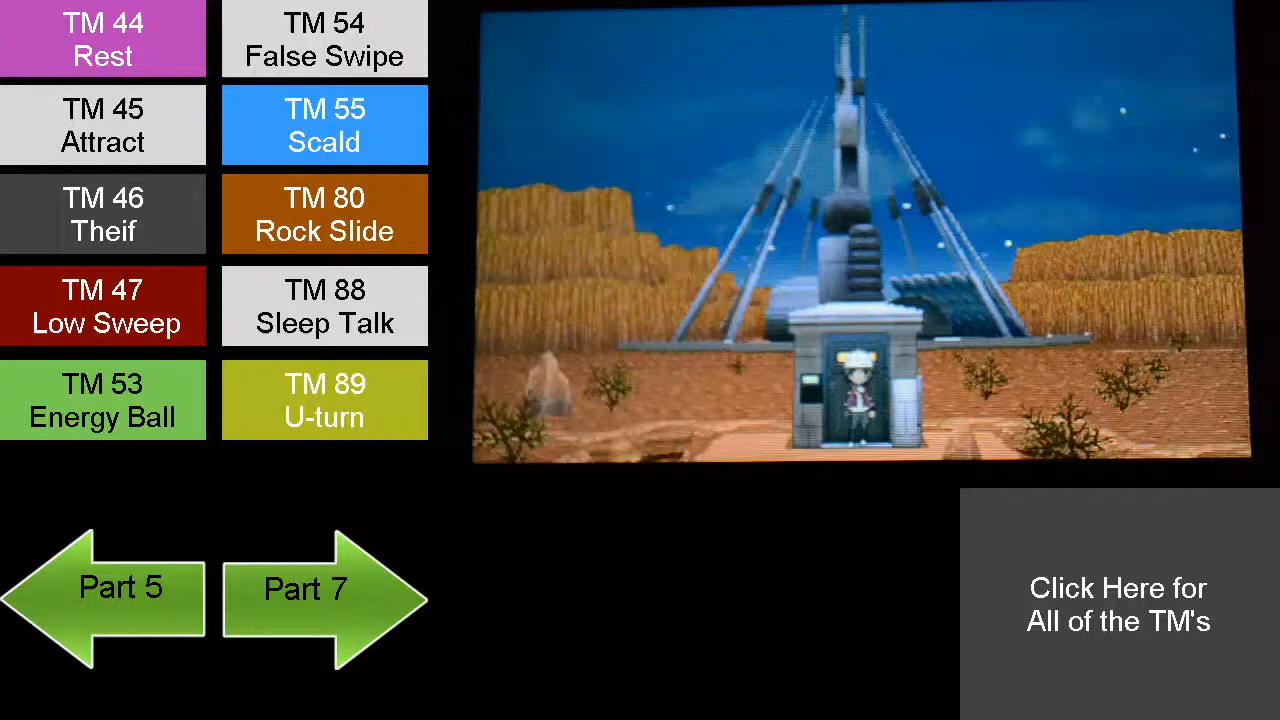 TM 44
Rest
TM 54
False Swipe
TM 45
Attract
TM 55
Scald
TM 46
Theif
TM 80
Rock Slide
TM 47
Low Sweep
TM 88
Sleep Talk
TM 53
Energy Ball
TM 89
U-turn
Part 5
Part 7
Click Here for
All of the TM's